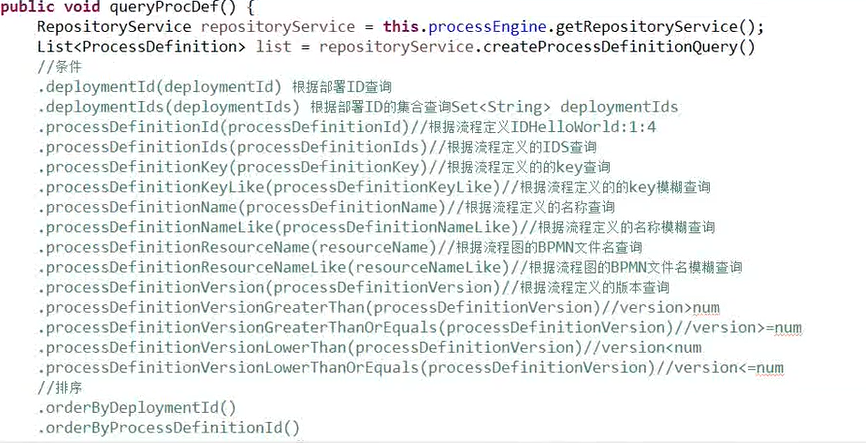 public void queryProcDef() {
RepositoryService repositoryService = this.processEngine.getRepositoryService();
List<ProcessDefinition> list = repositoryService.createProcessDefinitionQuery()
//条件
.deploymentId(deploymentId) 根据部署ID查询
.deploymentIds(deploymentIds) 根据部署ID的集合查询Set<String> deploymentIds
.processDefinitionId(processDefinitionId)//根据流程定义IDHelloWorld:1:4
.processDefinitionIds(processDefinitionIds)//根据流程定义的IDS查询
.processDefinitionKey(processDefinitionKey)//根据流程定义的的key查询
.processDefinitionKeyLike(processDefinitionKeyLike)//根据流程定义的的key模糊查询
.processDefinitionName(processDefinitionName)//根据流程定义的名称查询
.processDefinitionNameLike(processDefinitionNameLike)//根据流程定义的名称模糊查询
.processDefinitionResourceName(resourceName)//根据流程图的BPMN文件名查询
.processDefinitionResourceNameLike(resourceNameLike)//根据流程图的BPMN文件名模糊查询
.processDefinitionVersion(processDefinitionVersion)//根据流程定义的版本查询
.processDefinitionVersionGreaterThan(processDefinitionVersion)//version>num
.processDefinitionVersionGreaterThanOrEquals(processDefinitionVersion)//version>=num
.processDefinitionVersionLowerThan(processDefinitionVersion)//version<num
.processDefinitionVersionLowerThanOrEquals(processDefinitionVersion)//version<=num
//排序
.orderByDeploymentId()
.orderByProcessDefinitionId()